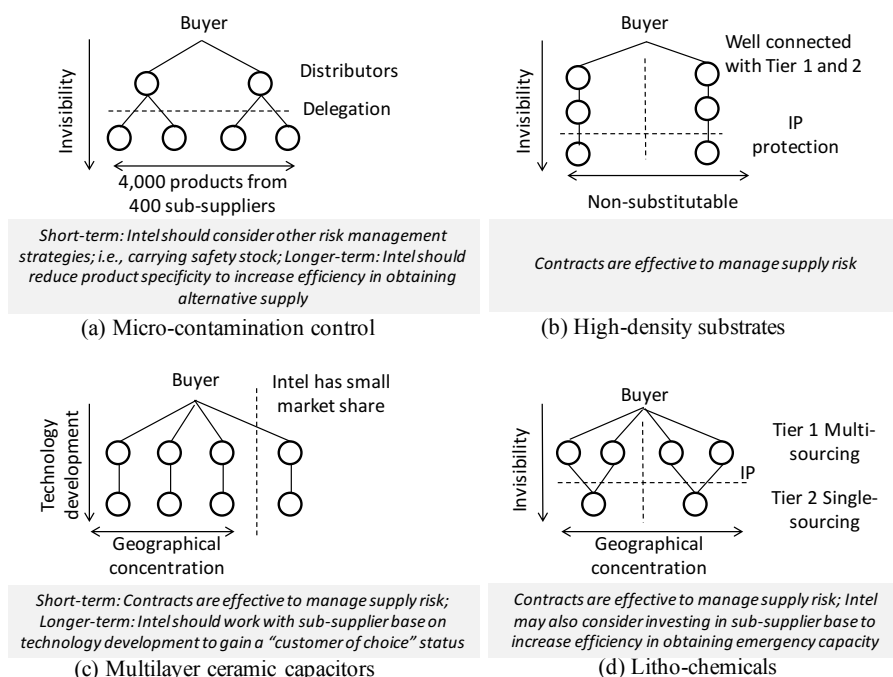 Buyer
Invisibility
Distributors
Delegation
4,000 products from
400 sub-suppliers
Short-term: Intel should consider other risk management
strategies; i.e., carrying safety stock; Longer-term: Intel should
reduce product specificity to increase efficiency in obtaining
alternative supply
(a) Micro-contamination control
Buyer
Invisibility
Well connected
with Tier 1 and 2
IP
protection
Non-substitutable
Contracts are effective to manage supply risk
(b) High-density substrates
Buyer
Intel has small
market share
Technology
development
Geographical
concentration
Short-term: Contracts are effective to manage supply risk;
Longer-term: Intel should work with sub-supplier base on
technology development to gain a “customer of choice” status
(c) Multilayer ceramic capacitors
Buyer
Invisibility
Tier 1 Multi-
sourcing
IP
Tier 2 Single-
sourcing
Geographical
concentration
Contracts are effective to manage supply risk; Intel
may also consider investing in sub-supplier base to
increase efficiency in obtaining emergency capacity
(d) Litho-chemicals